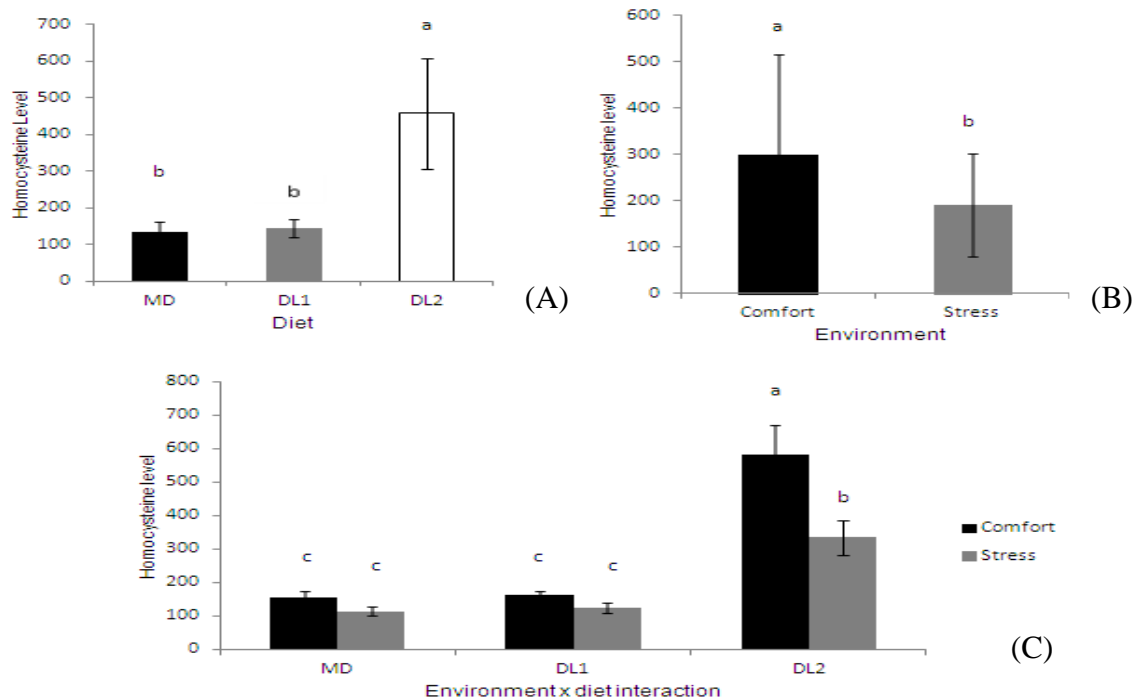 700
600
500
400
300
200
100
0
Homocysteine Level
b
b
a
MD DL1 DL2
Diet
(A)
600
500
400
300
200
100
0
Homocysteine level
a
b
Comfort Stress
Environment
(B)
800
700
600
500
400
300
200
100
0
Homocysteine level
c
c
c
c
a
b
MD DL1 DL2
Environment x diet interaction
Comfort
Stress
(C)